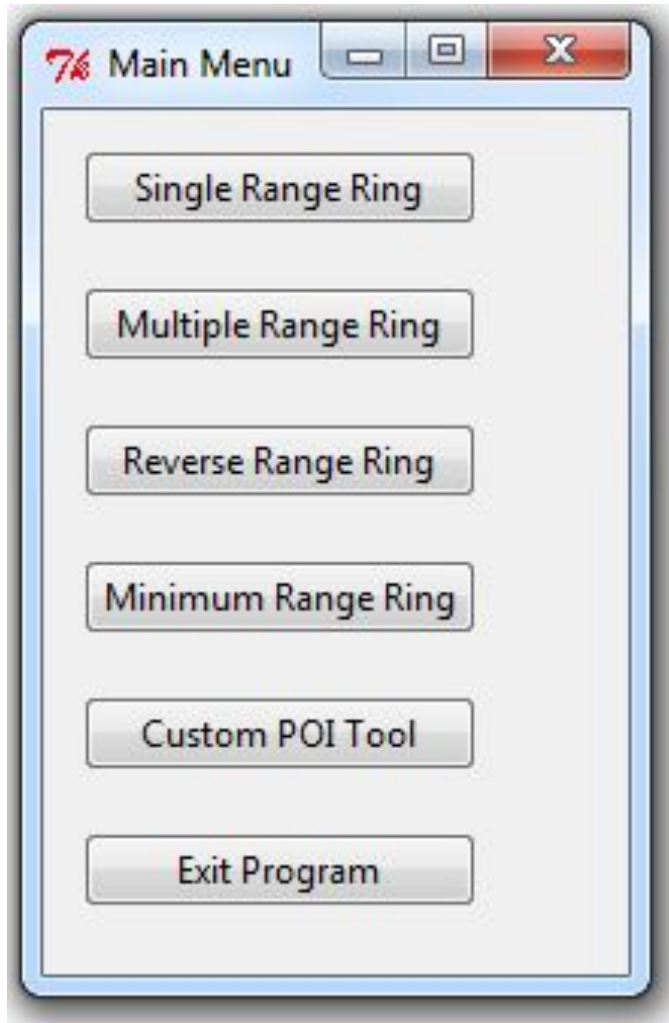 Main Menu
Single Range Ring
Multiple Range Ring
Reverse Range Ring
Minimum Range Ring
Custom POI Tool
Exit Program